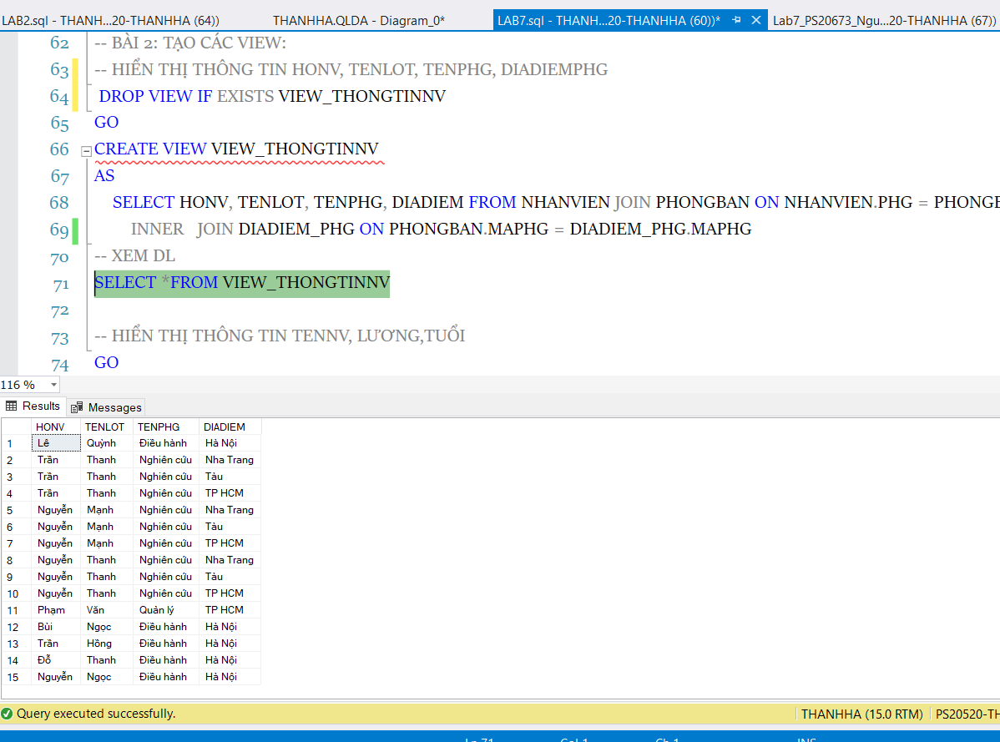 LAB2.sql - THANH...20-THANHHA (64)) THANHHA.QLDA - Diagram_0* LAB7.sql - THANH...20-THANHHA (60))* Lab7_PS20673_Ngu...20-THANHHA (67))
62 -- BÀI 2: TẠO CÁC VIEW:
63 -- HIỂN THỊ THÔNG TIN HONV, TENLOT, TENPHG, DIADIEMPHG
64 DROP VIEW IF EXISTS VIEW_THONGTINNV
65 GO
66 CREATE VIEW VIEW_THONGTINNV
67 AS
68 SELECT HONV, TENLOT, TENPHG, DIADIEM FROM NHANVIEN JOIN PHONGBAN ON NHANVIEN.PHG = PHONGB
69 INNER JOIN DIADIEM_PHG ON PHONGBAN.MAPHG = DIADIEM_PHG.MAPHG
70 -- XEM DL
71 SELECT *FROM VIEW_THONGTINNV
72
73 -- HIỂN THỊ THÔNG TIN TENNV, LƯƠNG,TUỔI
74 GO
116 %
Results Messages
HONV TENLOT TENPHG DIADIEM
1 Lê Quỳnh Điều hành Hà Nội
2 Trần Thanh Nghiên cứu Nha Trang
3 Trần Thanh Nghiên cứu Tàu
4 Trần Thanh Nghiên cứu TP HCM
5 Nguyễn Mạnh Nghiên cứu Nha Trang
6 Nguyễn Mạnh Nghiên cứu Tàu
7 Nguyễn Mạnh Nghiên cứu TP HCM
8 Nguyễn Thanh Nghiên cứu Nha Trang
9 Nguyễn Thanh Nghiên cứu Tàu
10 Nguyễn Thanh Nghiên cứu TP HCM
11 Phạm Văn Quản lý TP HCM
12 Bùi Ngọc Điều hành Hà Nội
13 Trần Hồng Điều hành Hà Nội
14 Đỗ Thanh Điều hành Hà Nội
15 Nguyễn Ngọc Điều hành Hà Nội
Query executed successfully. THANHHA (15.0 RTM) PS20520-TH
Ln 71 Col 1 Ch 1 INS